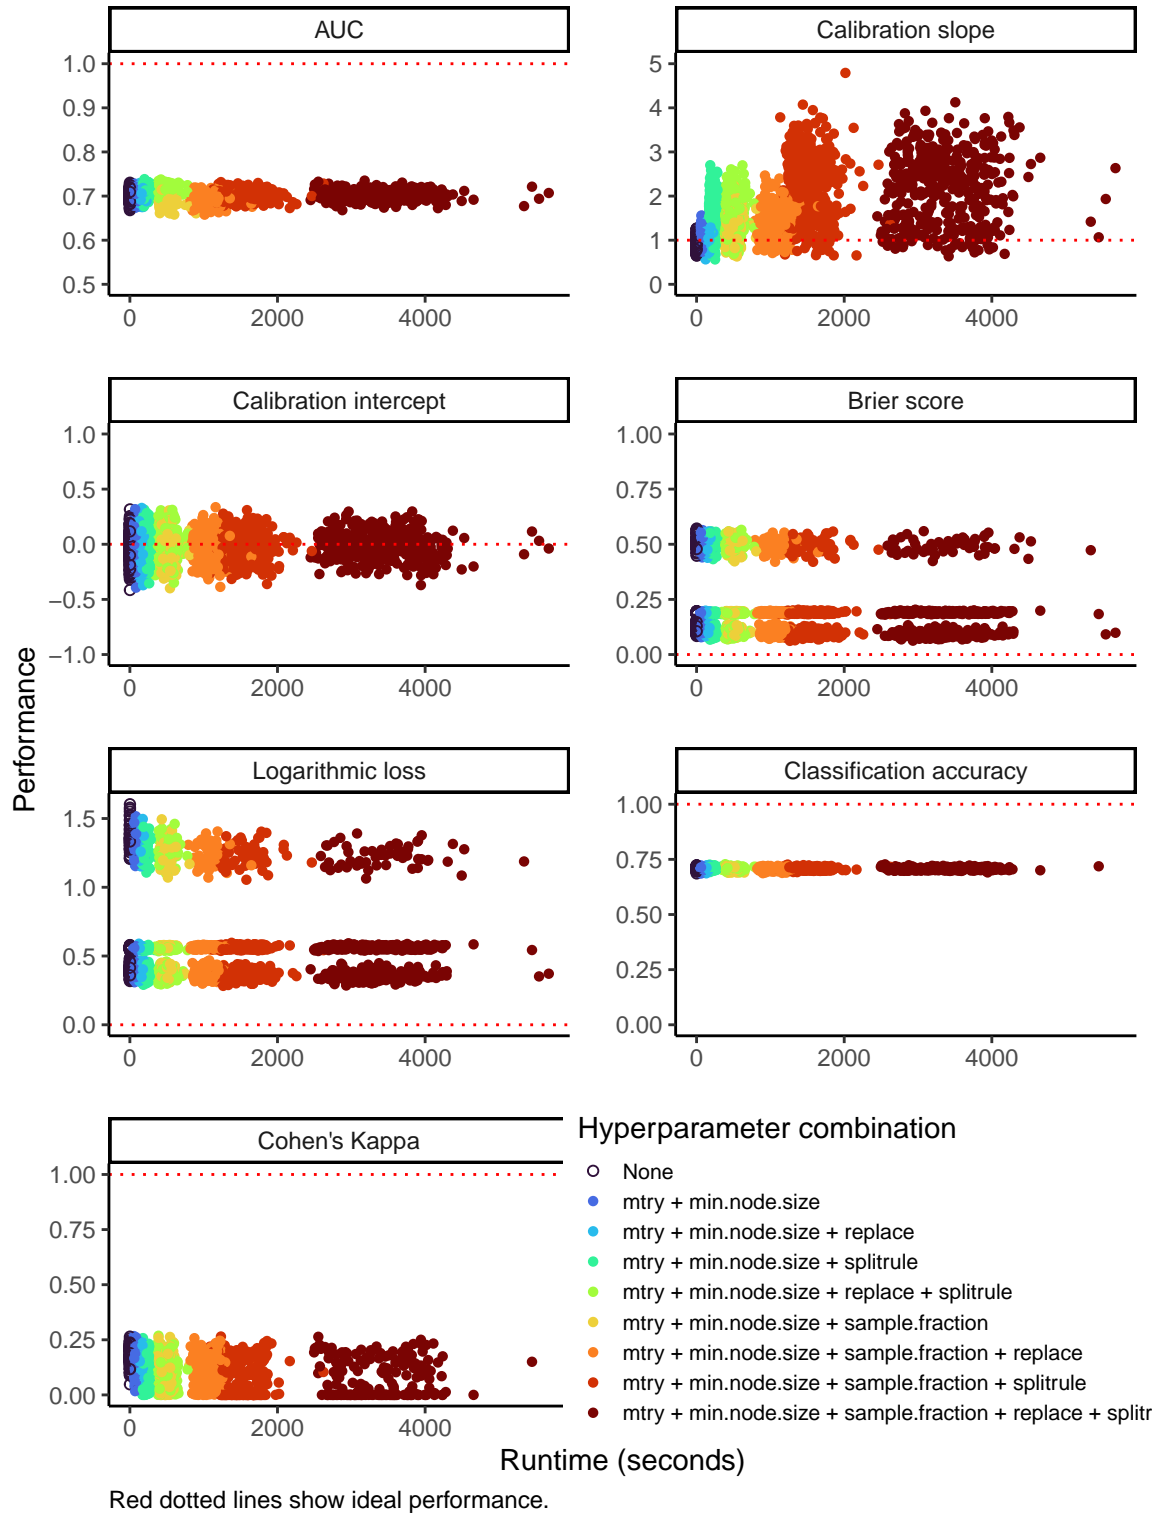 AUC
Calibration slope
1.0
0.9
0.8
0.7
0.6
0.5
0
2000
4000
5
4
3
2
1
0
0
2000
4000
Calibration intercept
Brier score
1.0
0.5
0.0
−0.5
−1.0
0
2000
4000
1.00
0.75
0.50
0.25
0.00
0
2000
4000
Performance
Logarithmic loss
Classification accuracy
1.5
1.0
0.5
0.0
0
2000
4000
1.00
0.75
0.50
0.25
0.00
0
2000
4000
Cohen's Kappa
1.00
0.75
0.50
0.25
0.00
0
2000
4000
Hyperparameter combination
None
mtry + min.node.size
mtry + min.node.size + replace
mtry + min.node.size + splitrule
mtry + min.node.size + replace + splitrule
mtry + min.node.size + sample.fraction
mtry + min.node.size + sample.fraction + replace
mtry + min.node.size + sample.fraction + splitrule
mtry + min.node.size + sample.fraction + replace + splitr
Runtime (seconds)
Red dotted lines show ideal performance.